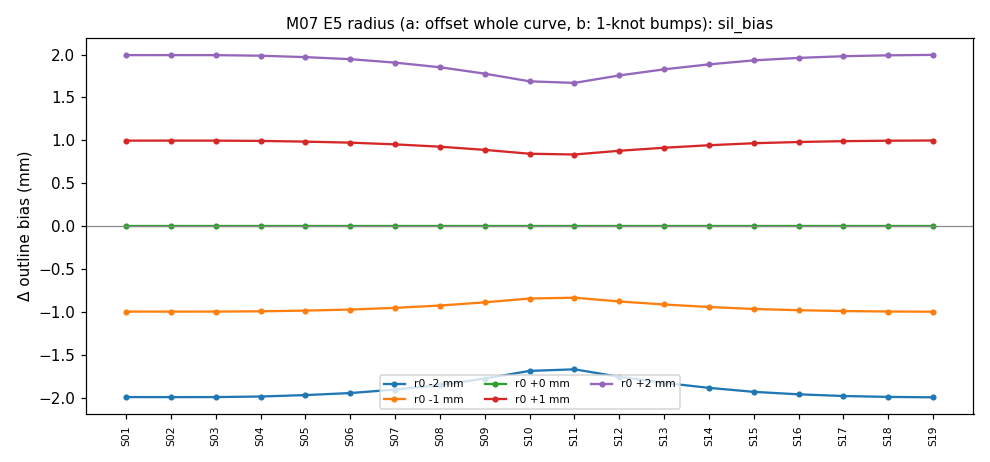 M07 E5 radius (a: offset whole curve, b: 1-knot bumps): sil_bias
Δ outline bias (mm)
2.0
1.5
1.0
0.5
0.0
−0.5
−1.0
−1.5
−2.0
r0 -2 mm
r0 -1 mm
r0 +0 mm
r0 +1 mm
r0 +2 mm
S01
S02
S03
S04
S05
S06
S07
S08
S09
S10
S11
S12
S13
S14
S15
S16
S17
S18
S19